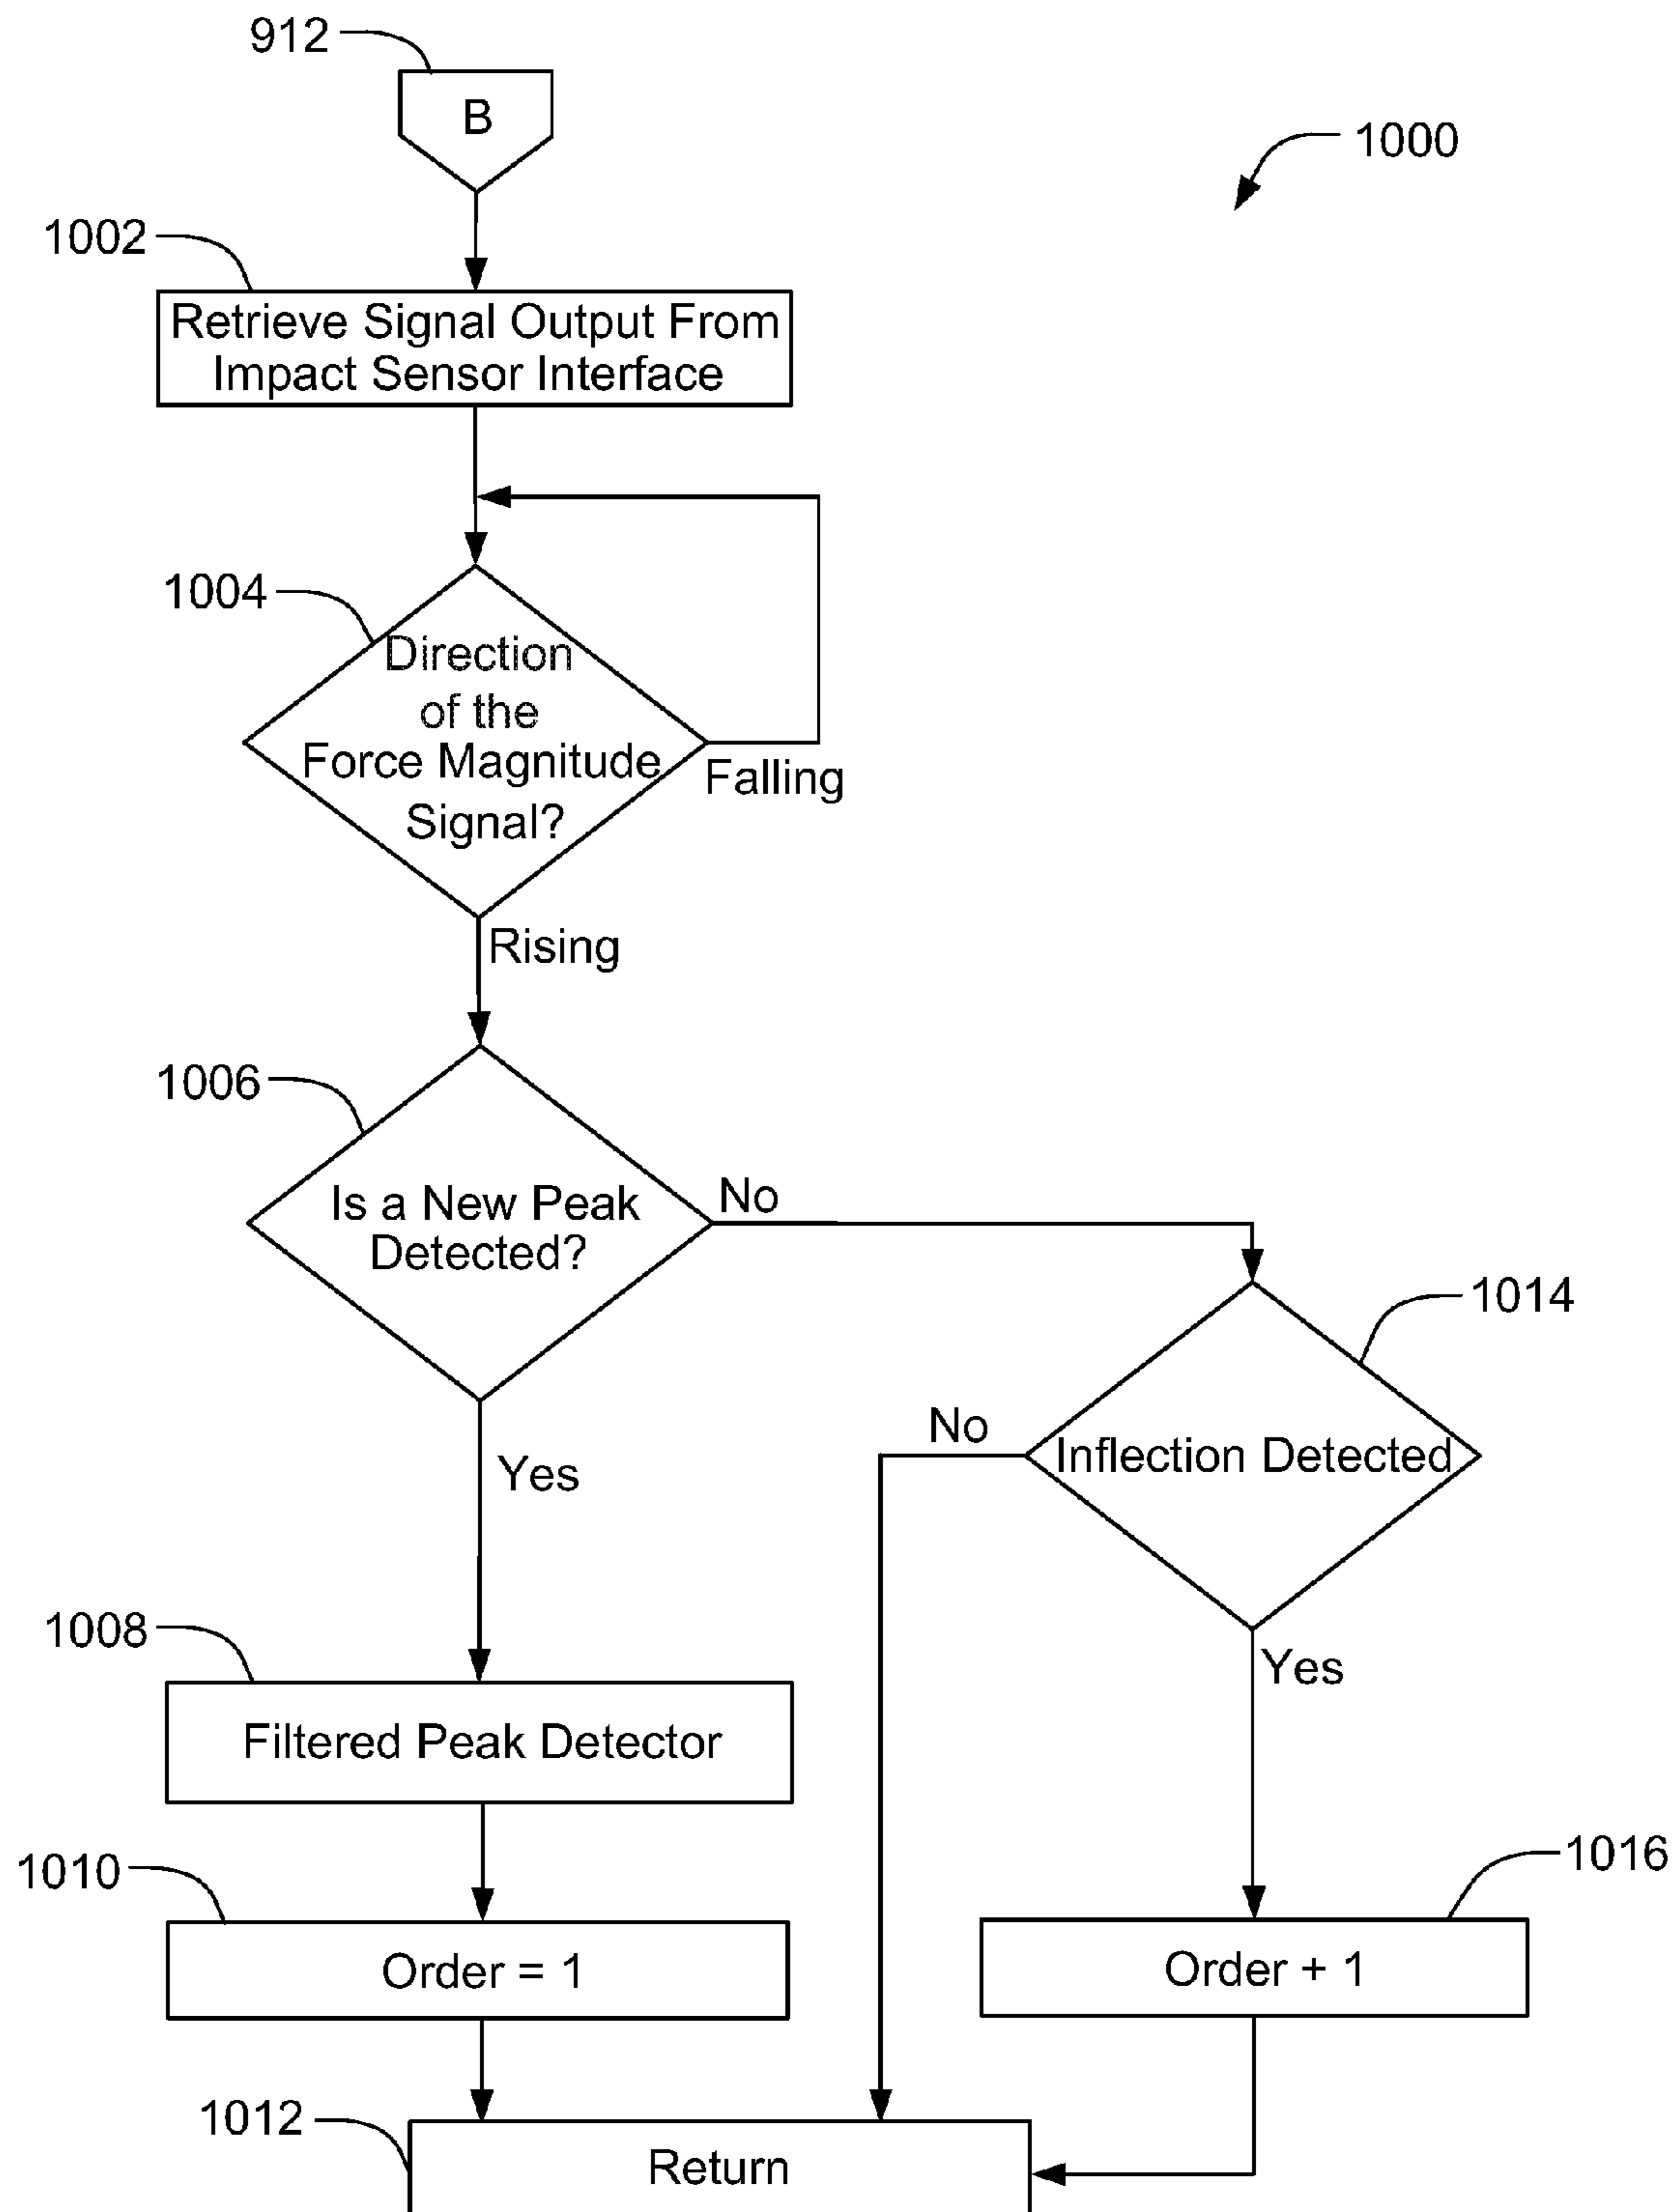 912
B
1000
1002
Retrieve Signal Output From
Impact Sensor Interface
1004
Direction
of the
Force Magnitude
Signal?
Falling
Rising
1006
Is a New Peak
Detected?
No
1014
Inflection Detected
No
Yes
Yes
1008
Filtered Peak Detector
1010
Order = 1
1016
Order + 1
1012
Return